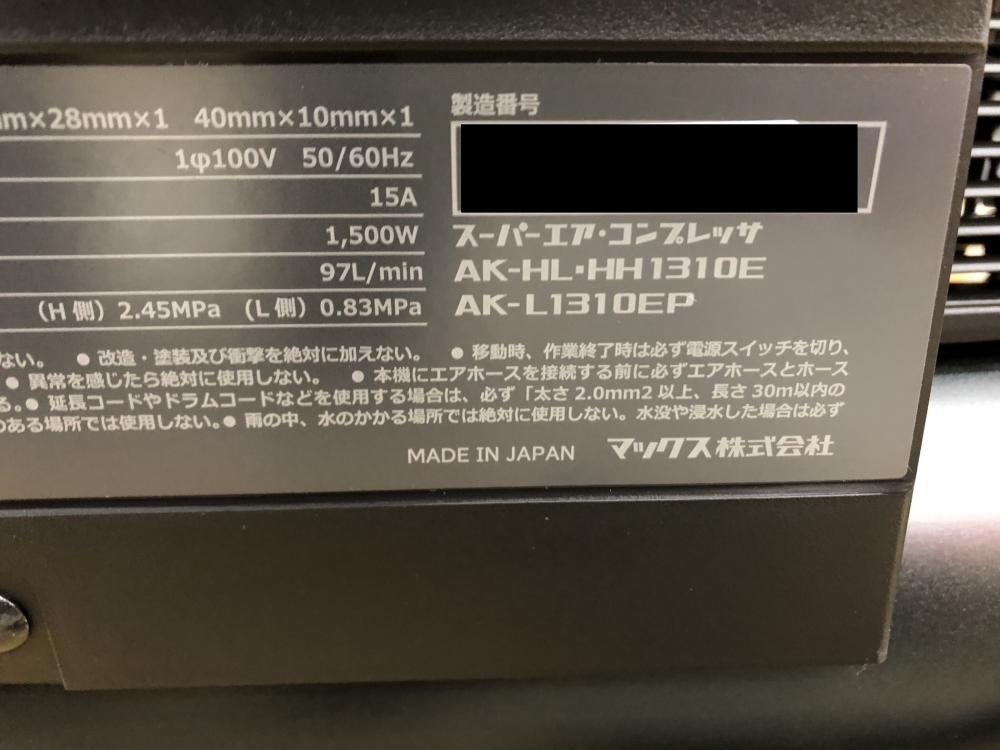 mm×28mm×1 40mm×10mm×1
1φ100V 50/60Hz
15A
1,500W
97L/min
(H側) 2.45MPa (L側) 0.83MPa
製造番号
スーパーエア・コンプレッサ
AK-HL・HH1310E
AK-L1310EP
ない。 ● 改造・塗装及び衝撃を絶対に加えない。 ● 移動時、作業終了時は必ず電源スイッチを切り、
● 異常を感じたら絶対に使用しない。 ● 本機にエアホースを接続する前に必ずエアホースとホース
る。● 延長コードやドラムコードなどを使用する場合は、必ず「太さ2.0mm2以上、長さ30m以内の
のある場所では使用しない。● 雨の中、水のかかる場所では絶対に使用しない。水没や浸水した場合は必ず
MADE IN JAPAN マックス株式会社